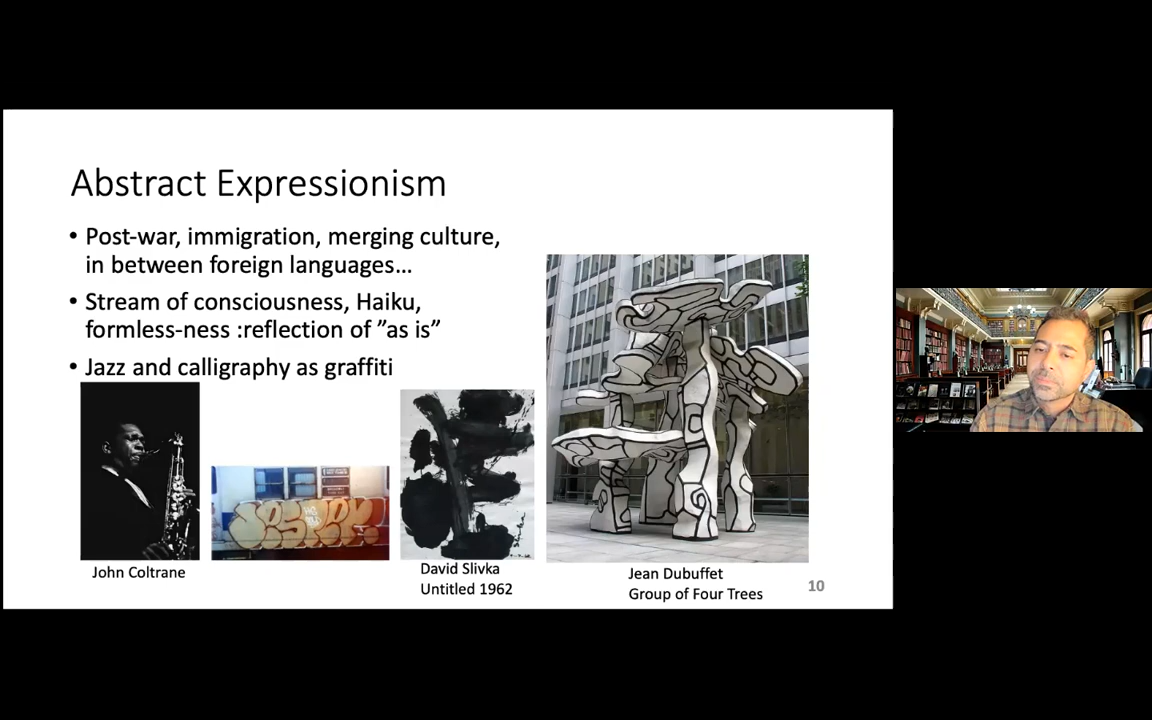 Abstract Expressionism
• Post-war, immigration, merging culture,
in between foreign languages...
• Stream of consciousness, Haiku,
formless-ness :reflection of ”as is”
• Jazz and calligraphy as graffiti
John Coltrane
David Slivka
Untitled 1962
Jean Dubuffet
Group of Four Trees
10